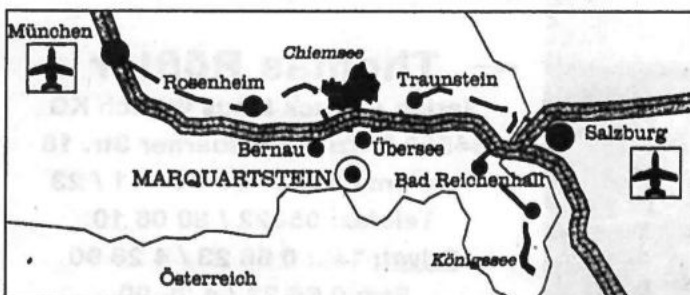 München
Chiemsee
Rosenheim
Traunstein
Salzburg
Bernau
Übersee
MARQUARTSTEIN
Bad Reichenhall
Königssee
Österreich